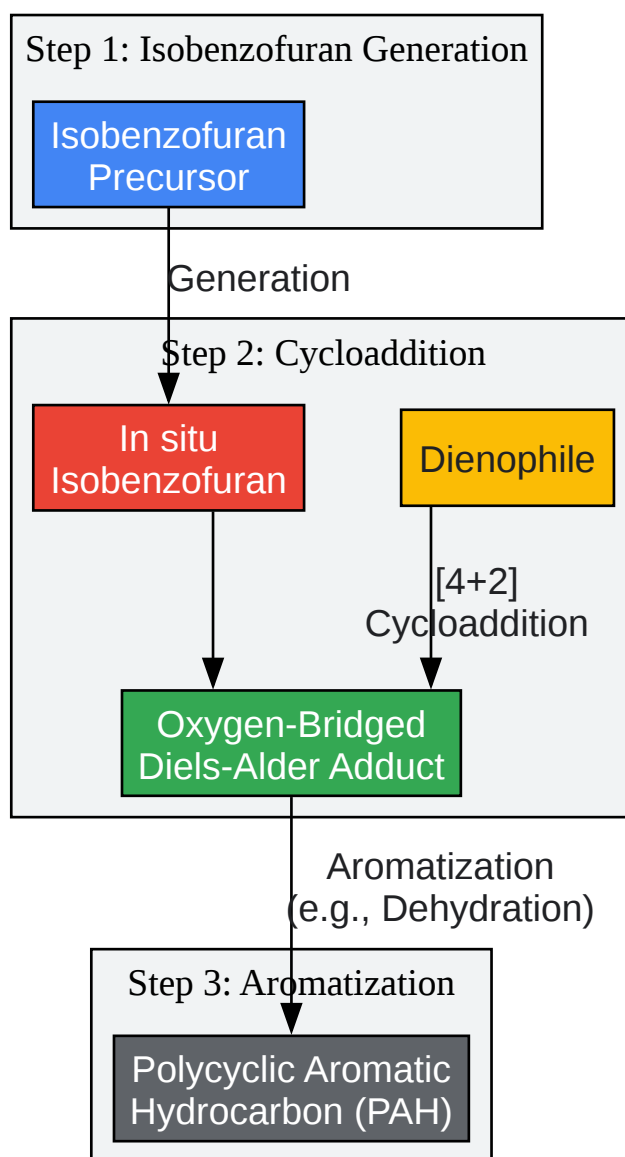 Step 1: Isobenzofuran Generation
Isobenzofuran
Precursor
Generation
Step 2: Cycloaddition
In situ
Isobenzofuran
Dienophile
[4+2]
Cycloaddition
Oxygen-Bridged
Diels-Alder Adduct
Aromatization
(e.g., Dehydration)
Step 3: Aromatization
Polycyclic Aromatic
Hydrocarbon (PAH)